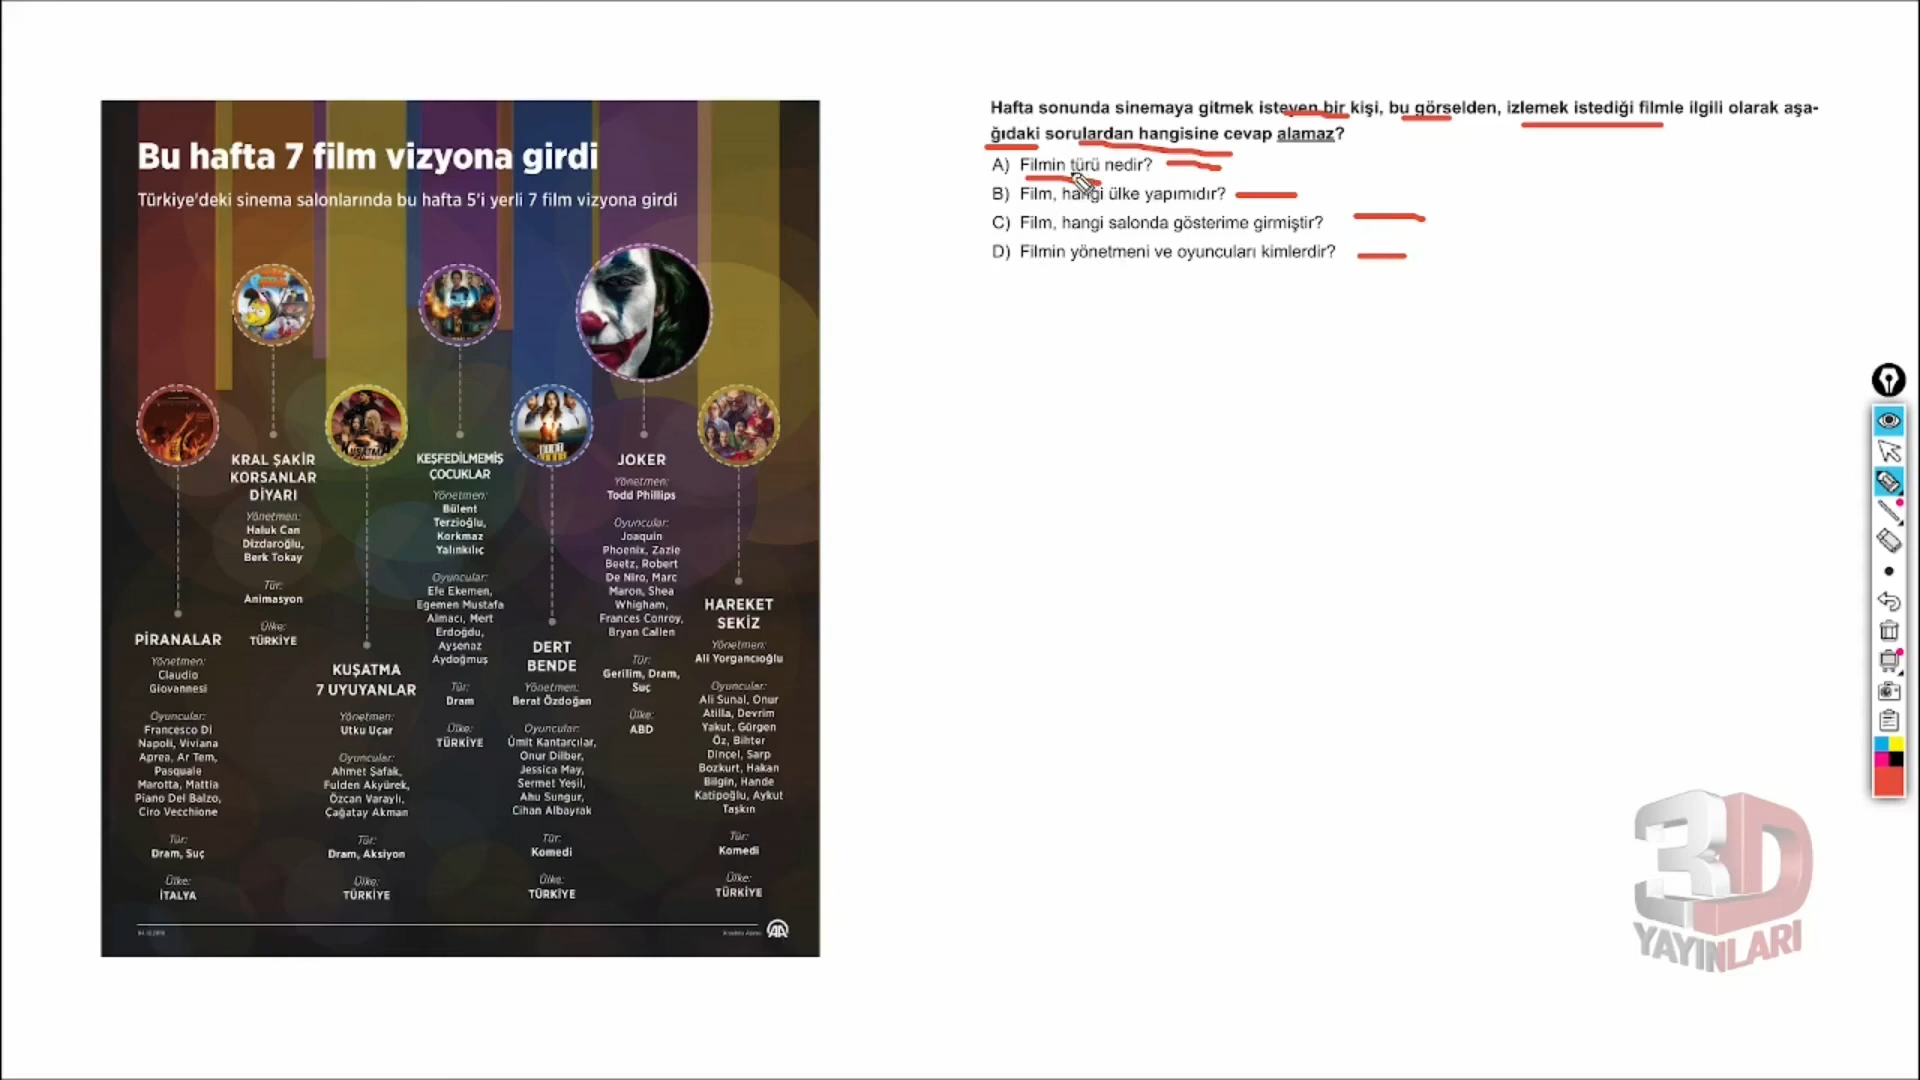 Bu hafta 7 film vizyona girdi
Türkiye'deki sinema salonlarında bu hafta 5'i yerli 7 film vizyona girdi
PİRANALAR
Yönetmen:
Claudio
Giovannesi
Oyuncular:
Francesco Di
Napoli, Viviana
Aprea, Ar Tem,
Pasquale
Marotta, Mattia
Piano Del Balzo,
Ciro Vecchione
Tür:
Dram, Suç
Ülke:
İTALYA
KRAL ŞAKİR
KORSANLAR
DİYARI
Yönetmen:
Haluk Can
Dizdaroğlu,
Berk Tokay
Tür:
Animasyon
Ülke:
TÜRKİYE
KUŞATMA
7 UYUYANLAR
Yönetmen:
Utku Uçar
Oyuncular:
Ahmet Şafak,
Fulden Akyürek,
Özcan Varaylı,
Çağatay Akman
Tür:
Dram, Aksiyon
Ülke:
TÜRKİYE
KEŞFEDİLMEMİŞ
ÇOCUKLAR
Yönetmen:
Bülent
Terzioğlu,
Korkmaz
Yalınkılıç
Oyuncular:
Efe Ekemen,
Egemen Mustafa
Almacı, Mert
Erdoğdu,
Ayşenaz
Aydoğmuş
Tür:
Dram
Ülke:
TÜRKİYE
DERT
BENDE
Yönetmen:
Berat Özdoğan
Oyuncular:
Ümit Kantarcılar,
Onur Dilber,
Jessica May,
Sermet Yeşil,
Ahu Sungur,
Cihan Albayrak
Tür:
Komedi
Ülke:
TÜRKİYE
JOKER
Yönetmen:
Todd Phillips
Oyuncular:
Joaquin
Phoenix, Zazie
Beetz, Robert
De Niro, Marc
Maron, Shea
Whigham,
Frances Conroy,
Bryan Callen
Tür:
Gerilim, Dram,
Suç
Ülke:
ABD
HAREKET
SEKİZ
Yönetmen:
Ali Yorgancıoğlu
Oyuncular:
Ali Sunal, Onur
Atilla, Devrim
Yakut, Gürgen
Öz, Bihter
Dinçel, Sarp
Bozkurt, Hakan
Bilgin, Hande
Katipoğlu, Aykut
Taşkın
Tür:
Komedi
Ülke:
TÜRKİYE
AA
Hafta sonunda sinemaya gitmek isteyen bir kişi, bu görselden, izlemek istediği filmle ilgili olarak aşa-
ğıdaki sorulardan hangisine cevap alamaz?
A) Filmin türü nedir?
B) Film, hangi ülke yapımıdır?
C) Film, hangi salonda gösterime girmiştir?
D) Filmin yönetmeni ve oyuncuları kimlerdir?
3D
YAYINLARI